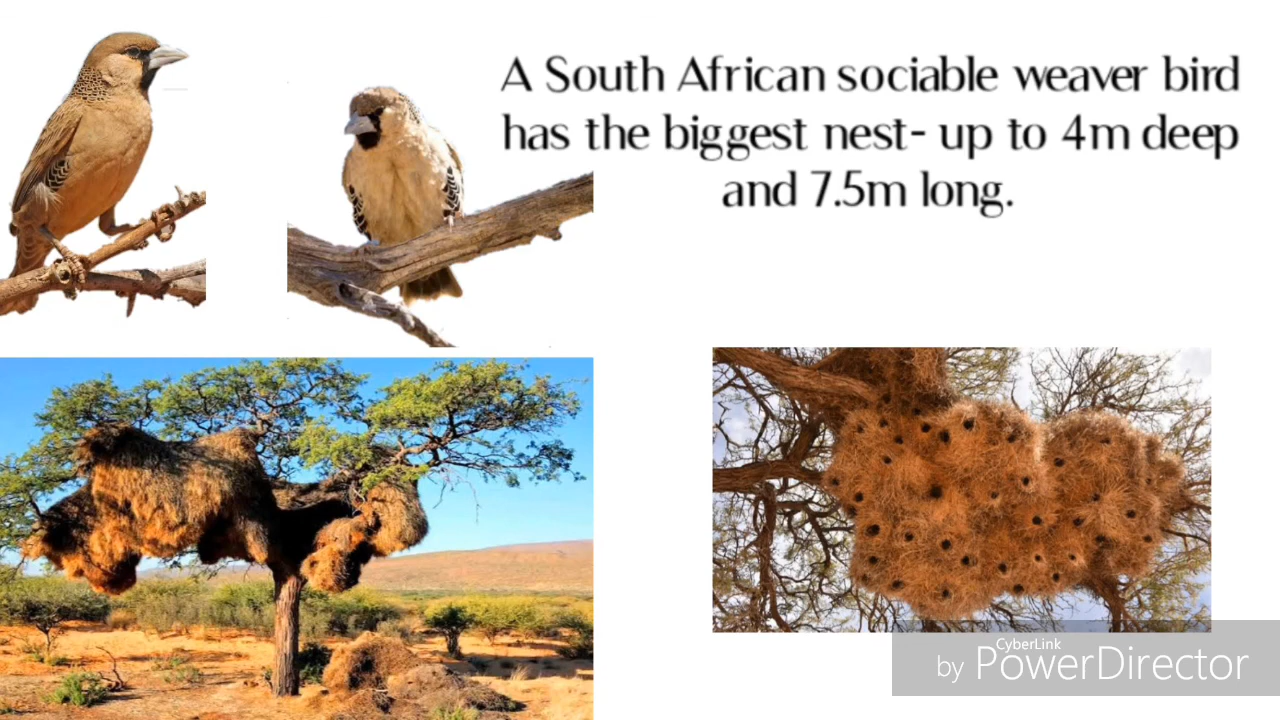 A South African sociable weaver bird
has the biggest nest- up to 4m deep
and 7.5m long.
CyberLink
by PowerDirector